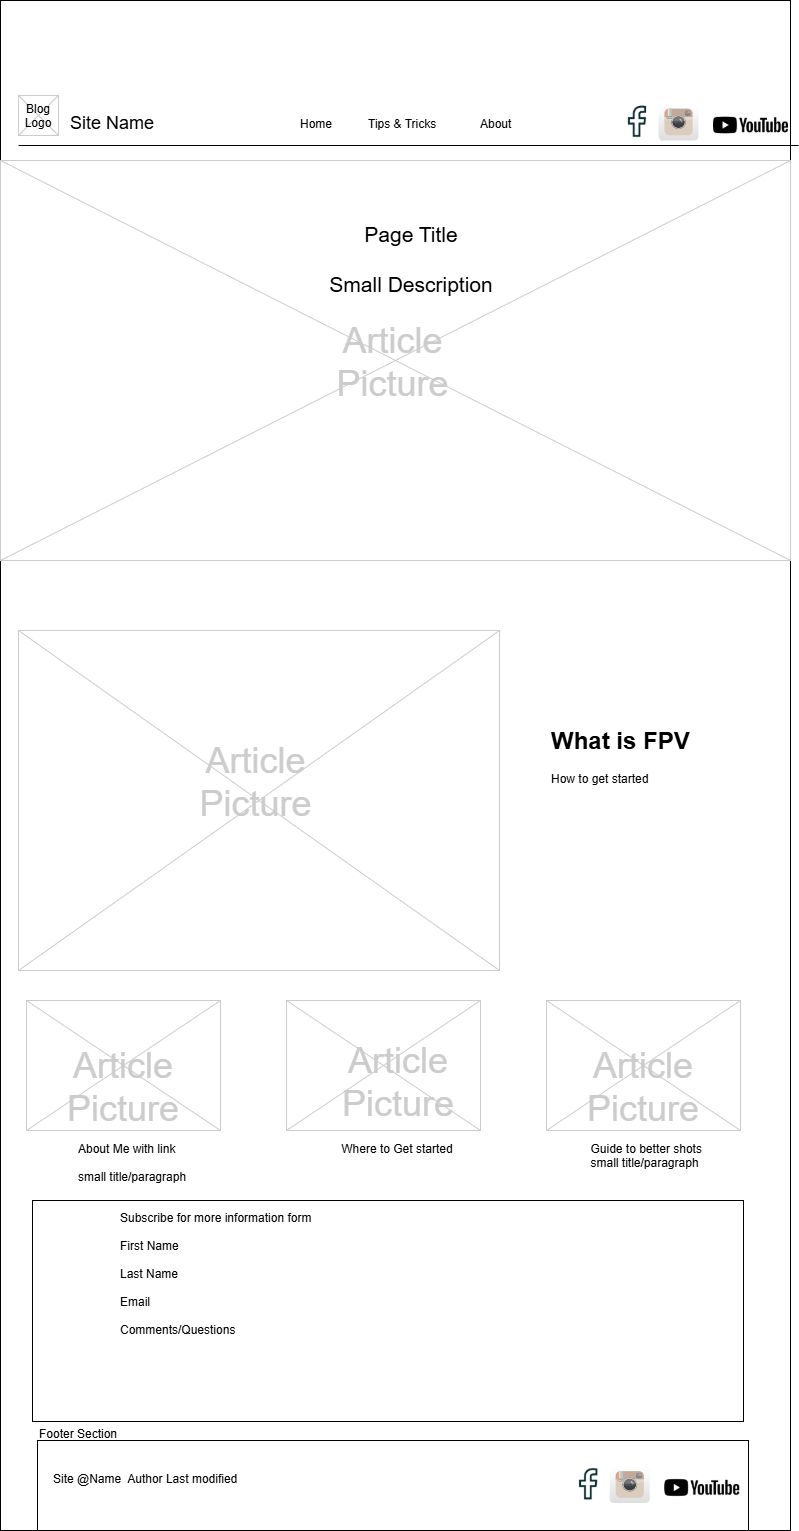 Blog
Logo
Site Name
Home
Tips & Tricks
About
YouTube
Page Title
Small Description
Article
Picture
Article
Picture
What is FPV
How to get started
Article
Picture
Article
Picture
Article
Picture
About Me with link
small title/paragraph
Where to Get started
Guide to better shots
small title/paragraph
Subscribe for more information form
First Name
Last Name
Email
Comments/Questions
Footer Section
Site @Name  Author Last modified
YouTube